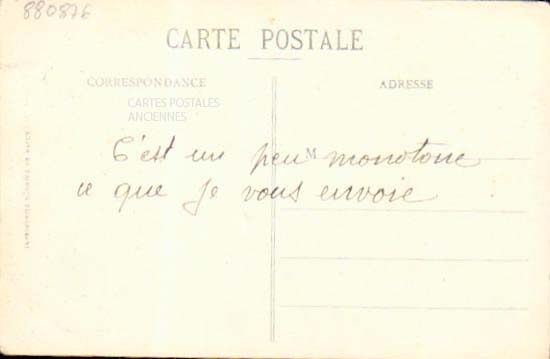 880876
CARTE POSTALE
CORRESPONDANCE
ADRESSE
CARTES POSTALES
ANCIENNES
M
C'est un peu monotone
ce que je vous envoie